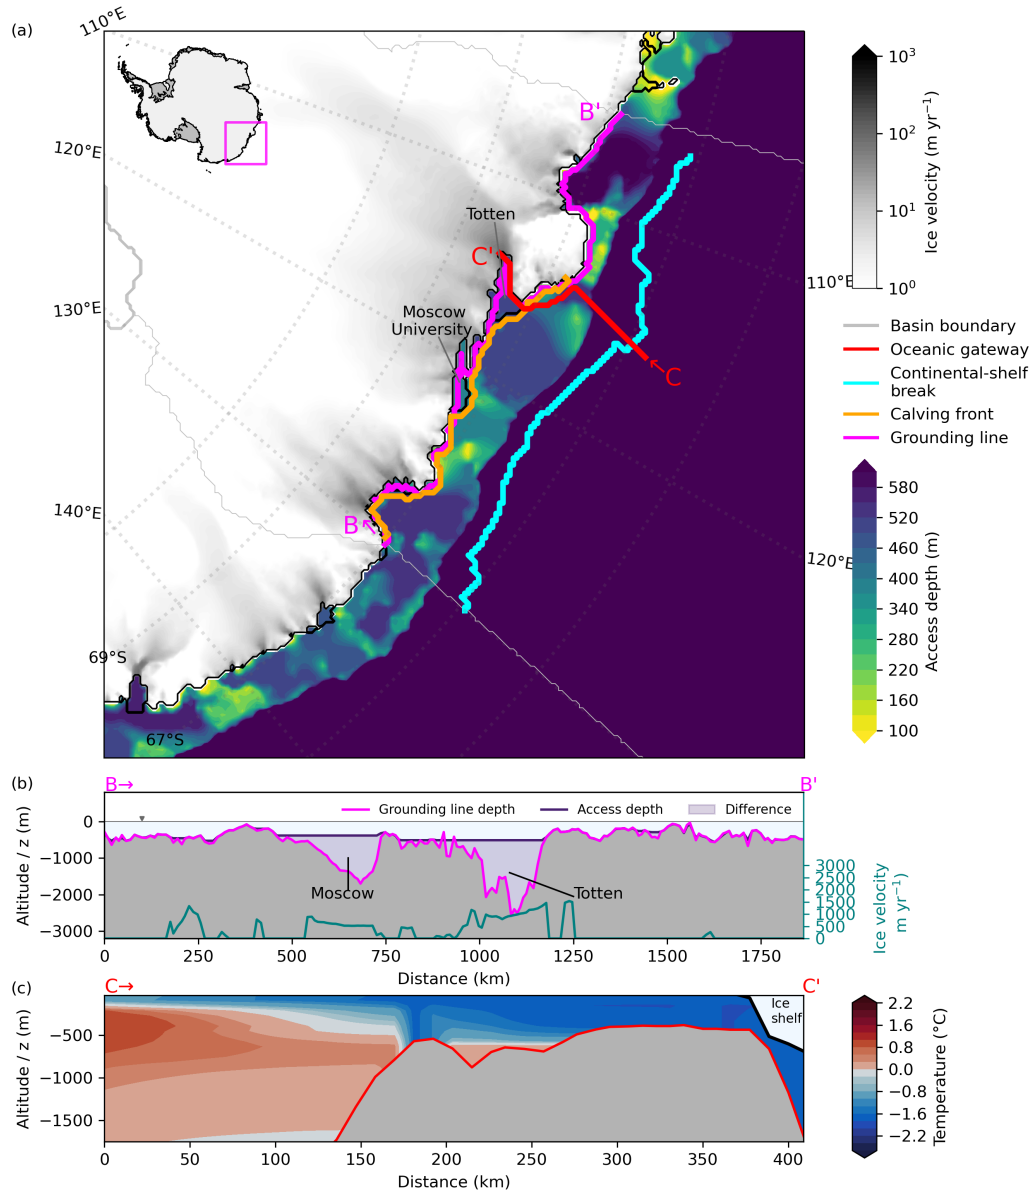 (a)
110°E
120°E
130°E
140°E
69°S
67°S
110°E
120°E
B'
Totten
C'
Moscow
University
←C
B↖
10³
10²
10¹
10⁰
Ice velocity (m yr⁻¹)
Basin boundary
Oceanic gateway
Continental-shelf
break
Calving front
Grounding line
580
520
460
400
340
280
220
160
100
Access depth (m)
(b)
B→
B'
Grounding line depth
Access depth
Difference
0
−1000
−2000
−3000
Altitude / z (m)
Moscow
Totten
3000
2500
2000
1500
1000
500
0
Ice velocity
m yr⁻¹)
0
250
500
750
1000
1250
1500
1750
Distance (km)
(c)
C→
C'
Ice
shelf
−500
−1000
−1500
Altitude / z (m)
0
50
100
150
200
250
300
350
400
Distance (km)
2.2
1.6
0.8
0.0
−0.8
−1.6
−2.2
Temperature (°C)